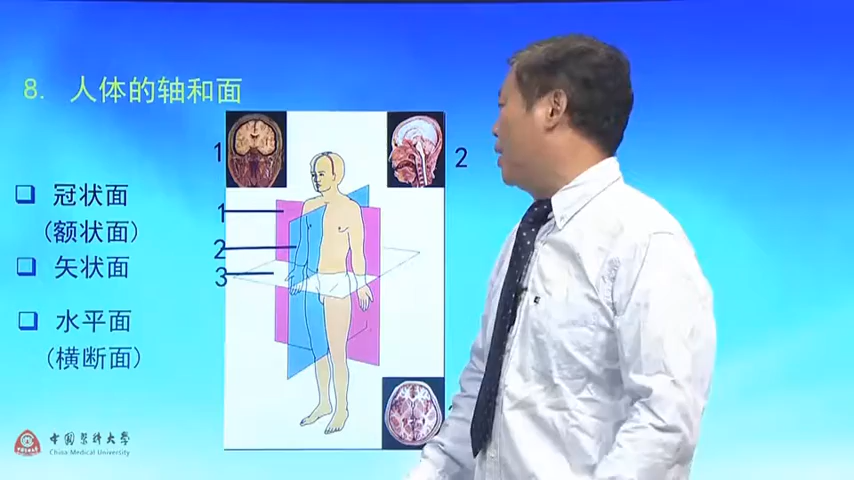 8. 人体的轴和面
1
2
❑ 冠状面
(额状面)
❑ 矢状面
❑ 水平面
(横断面)
1
2
3
中国医科大学
China Medical University